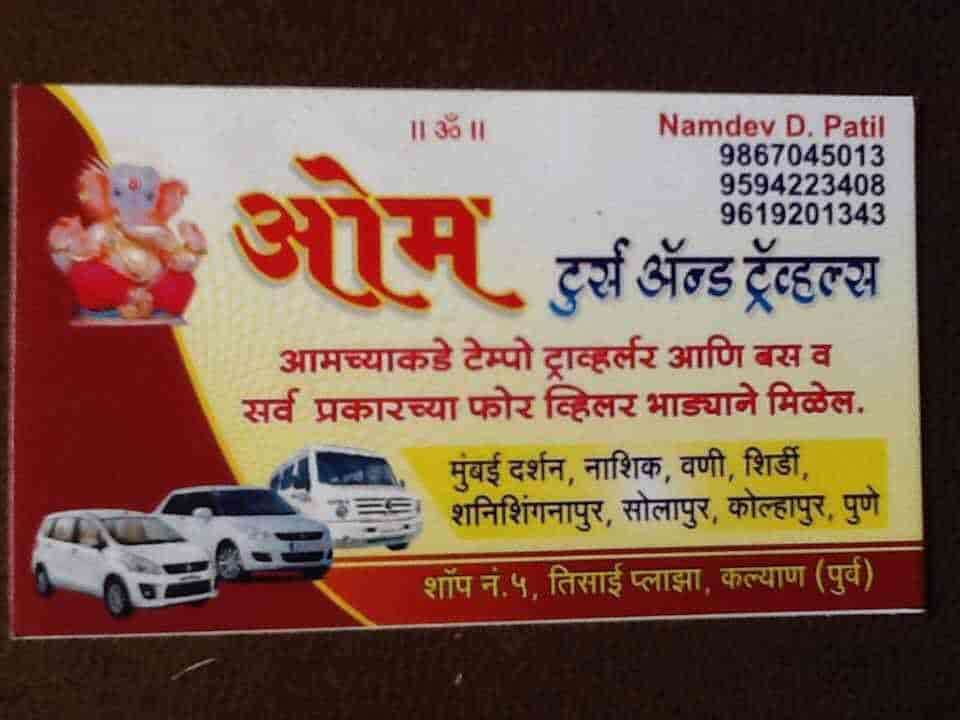 ॥ ॐ ॥
Namdev D. Patil
9867045013
9594223408
9619201343
ओम
टुर्स ॲन्ड ट्रॅव्हल्स
आमच्याकडे टेम्पो ट्राव्हर्लर आणि बस व
सर्व प्रकारच्या फोर व्हिलर भाड्याने मिळेल.
मुंबई दर्शन, नाशिक, वणी, शिर्डी,
शनिशिंगनापुर, सोलापुर, कोल्हापुर, पुणे
शॉप नं.५, तिसाई प्लाझा, कल्याण (पुर्व)